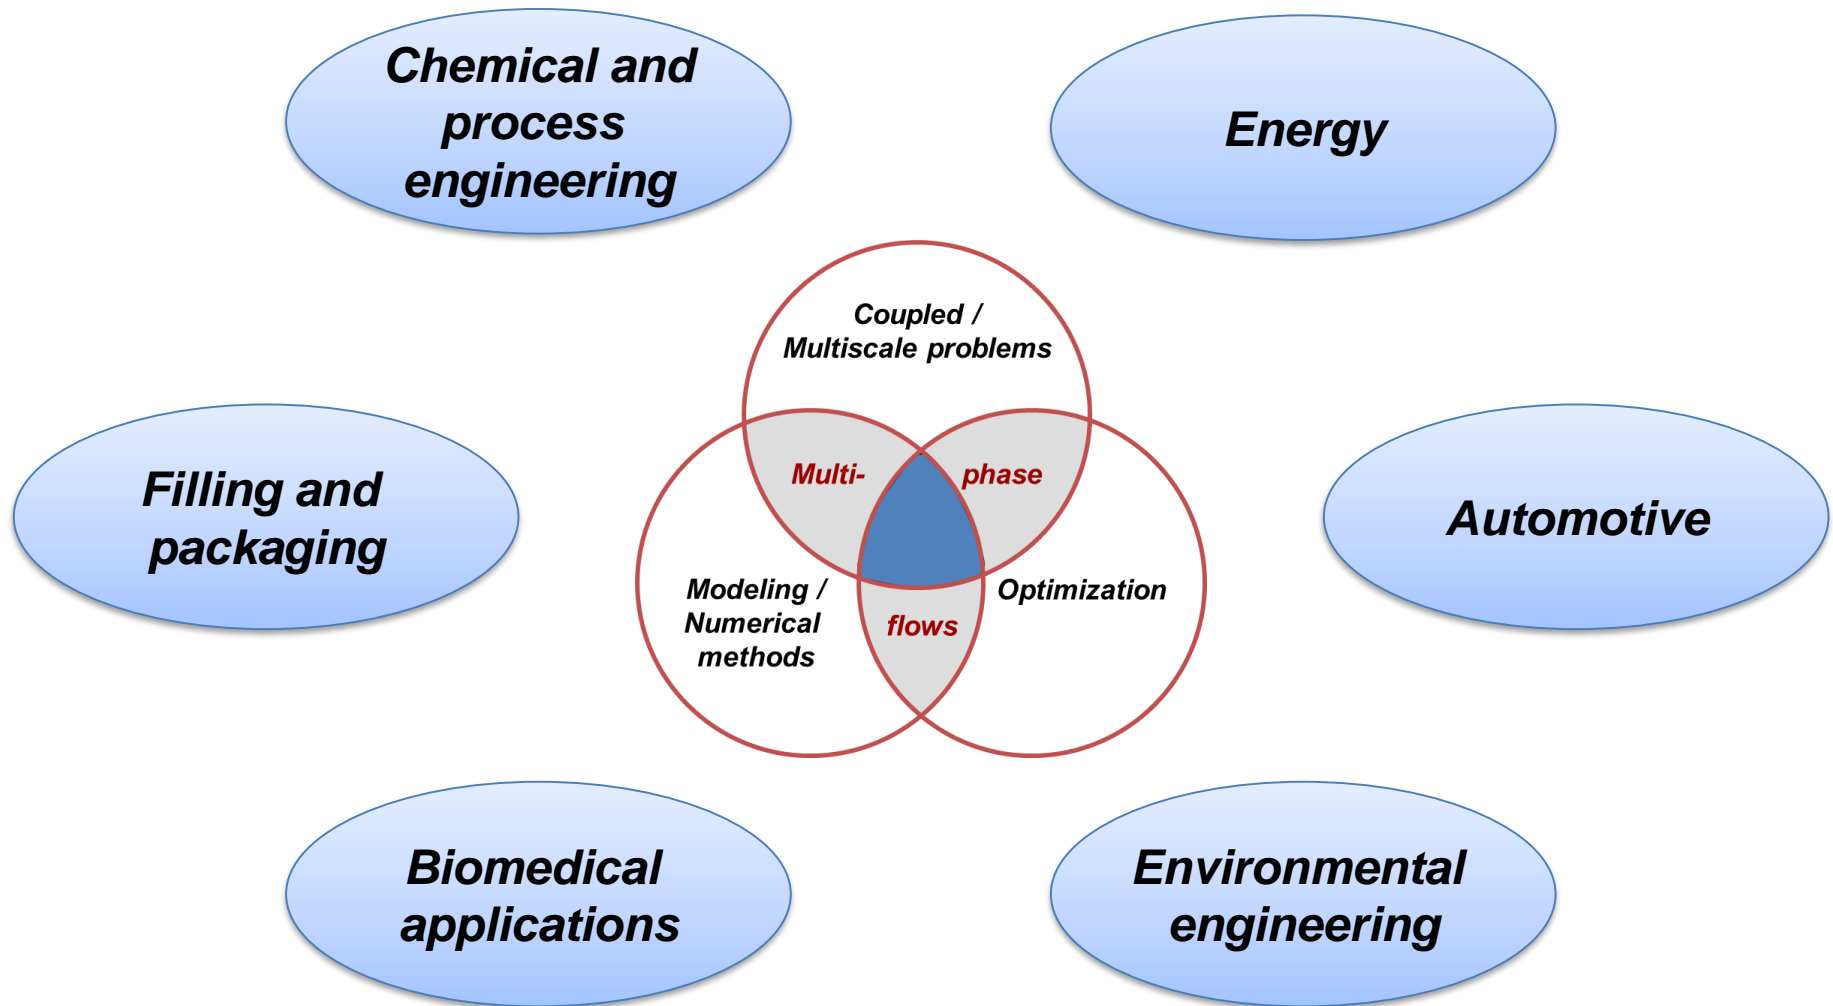 Chemical and
process
engineering
Energy
Coupled /
Multiscale problems
Filling and
packaging
Multi-
phase
Automotive
Modeling /
Numerical
methods
flows
Optimization
Biomedical
applications
Environmental
engineering